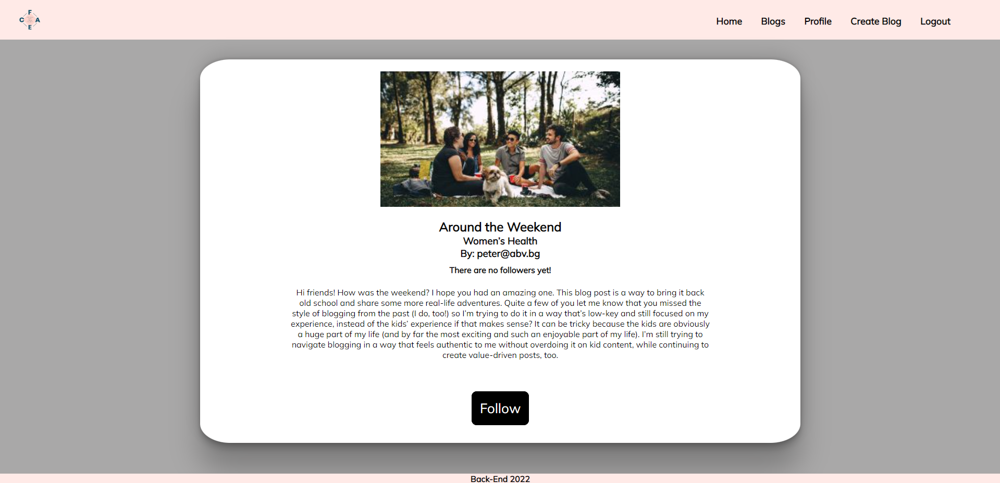 F
C A
E
Home Blogs Profile Create Blog Logout
Around the Weekend
Women’s Health
By: peter@abv.bg
There are no followers yet!
Hi friends! How was the weekend? I hope you had an amazing one. This blog post is a way to bring it back
old school and share some more real-life adventures. Quite a few of you let me know that you missed the
style of blogging from the past (I do, too!) so I’m trying to do it in a way that’s low-key and still focused on my
experience, instead of the kids’ experience if that makes sense? It can be tricky because the kids are obviously
a huge part of my life (and by far the most exciting and such an enjoyable part of my life). I’m still trying to
navigate blogging in a way that feels authentic to me without overdoing it on kid content, while continuing to
create value-driven posts, too.
Follow
Back-End 2022